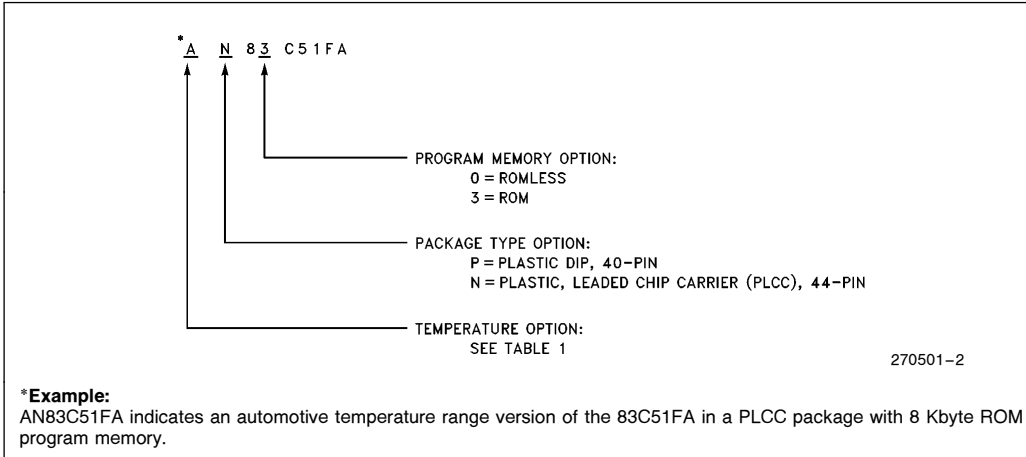 *A N 83 C51FA
PROGRAM MEMORY OPTION:
0 = ROMLESS
3 = ROM
PACKAGE TYPE OPTION:
P = PLASTIC DIP, 40-PIN
N = PLASTIC, LEADED CHIP CARRIER (PLCC), 44-PIN
TEMPERATURE OPTION:
SEE TABLE 1
270501-2
*Example:
AN83C51FA indicates an automotive temperature range version of the 83C51FA in a PLCC package with 8 Kbyte ROM
program memory.